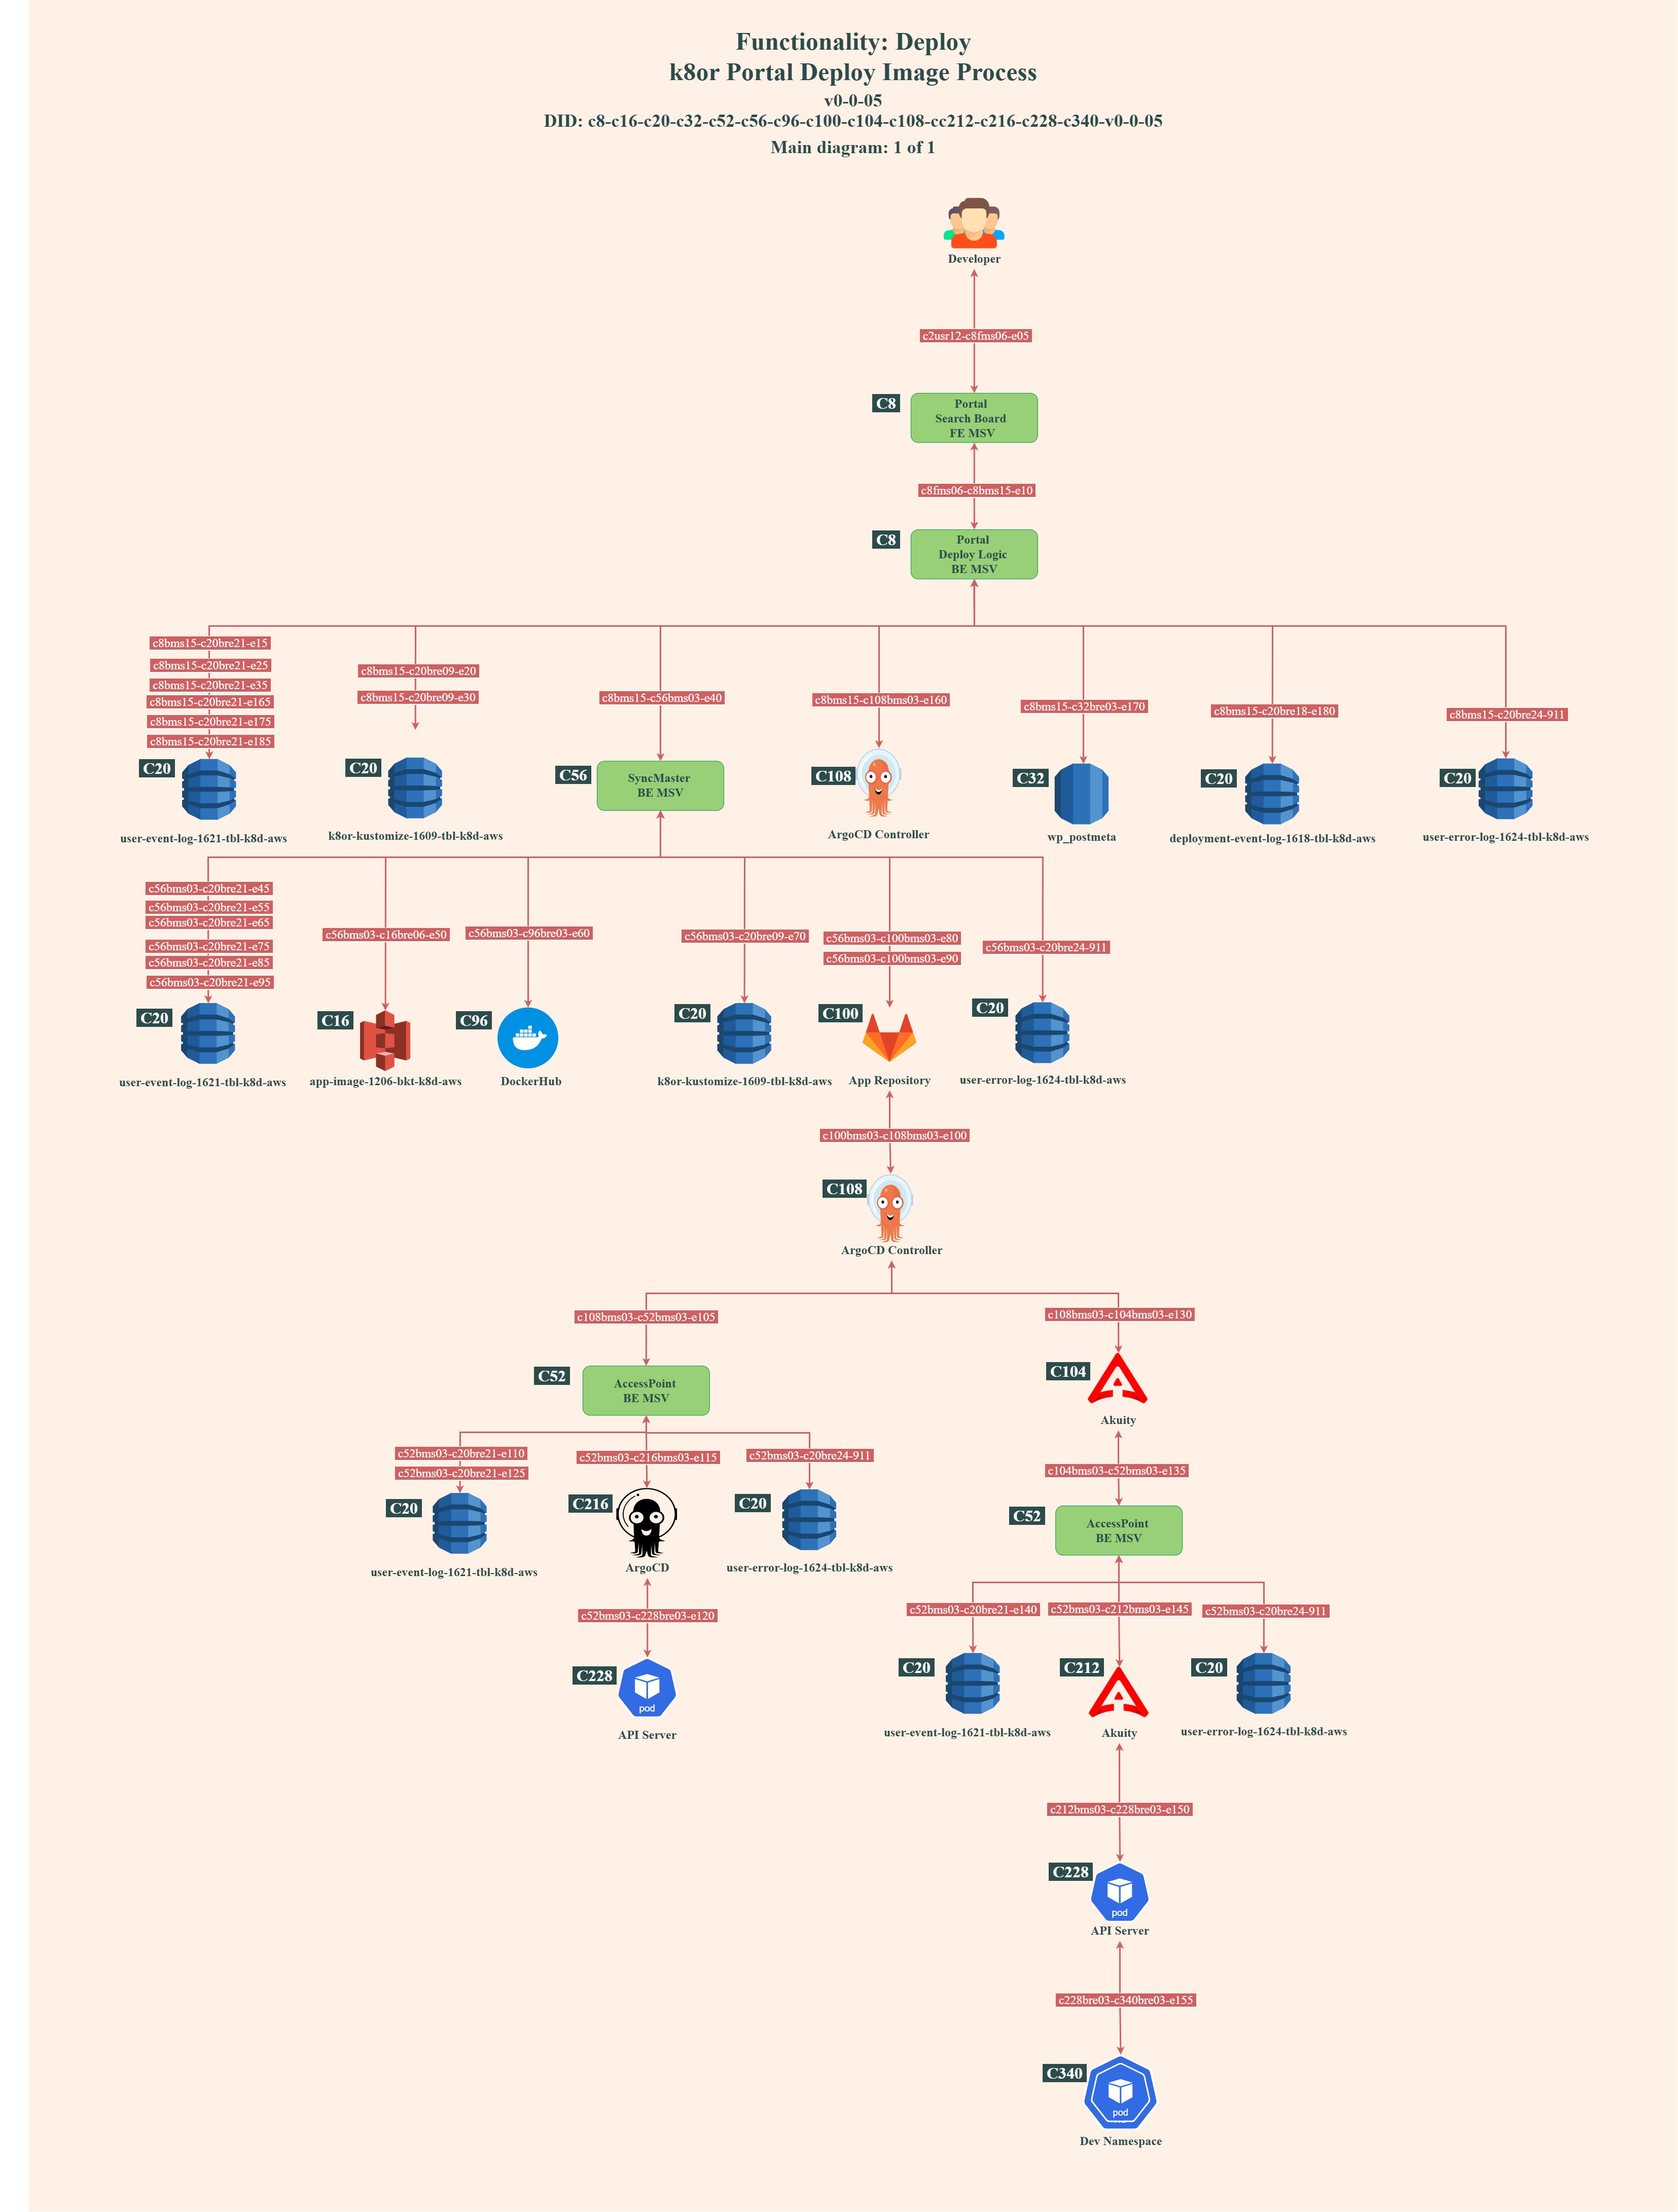 Functionality: Deploy
k8or Portal Deploy Image Process
v0-0-05
DID: c8-c16-c20-c32-c52-c56-c96-c100-c104-c108-cc212-c216-c228-c340-v0-0-05
Main diagram: 1 of 1
Developer
c2usr12-c8fms06-e05
C8
Portal
Search Board
FE MSV
c8fms06-c8bms15-e10
C8
Portal
Deploy Logic
BE MSV
c8bms15-c20bre21-e15
c8bms15-c20bre21-e25
c8bms15-c20bre21-e35
c8bms15-c20bre21-e165
c8bms15-c20bre21-e175
c8bms15-c20bre21-e185
C20
user-event-log-1621-tbl-k8d-aws
c8bms15-c20bre09-e20
c8bms15-c20bre09-e30
C20
k8or-kustomize-1609-tbl-k8d-aws
c8bms15-c56bms03-e40
C56
SyncMaster
BE MSV
c8bms15-c108bms03-e160
C108
ArgoCD Controller
c8bms15-c32bre03-e170
C32
wp_postmeta
c8bms15-c20bre18-e180
C20
deployment-event-log-1618-tbl-k8d-aws
c8bms15-c20bre24-911
C20
user-error-log-1624-tbl-k8d-aws
c56bms03-c20bre21-e45
c56bms03-c20bre21-e55
c56bms03-c20bre21-e65
c56bms03-c20bre21-e75
c56bms03-c20bre21-e85
c56bms03-c20bre21-e95
C20
user-event-log-1621-tbl-k8d-aws
c56bms03-c16bre06-e50
C16
app-image-1206-bkt-k8d-aws
c56bms03-c96bre03-e60
C96
DockerHub
c56bms03-c20bre09-e70
C20
k8or-kustomize-1609-tbl-k8d-aws
c56bms03-c100bms03-e80
c56bms03-c100bms03-e90
C100
App Repository
c56bms03-c20bre24-911
C20
user-error-log-1624-tbl-k8d-aws
c100bms03-c108bms03-e100
C108
ArgoCD Controller
c108bms03-c52bms03-e105
C52
AccessPoint
BE MSV
c108bms03-c104bms03-e130
C104
Akuity
c52bms03-c20bre21-e110
c52bms03-c20bre21-e125
C20
user-event-log-1621-tbl-k8d-aws
c52bms03-c216bms03-e115
C216
ArgoCD
c52bms03-c20bre24-911
C20
user-error-log-1624-tbl-k8d-aws
c104bms03-c52bms03-e135
C52
AccessPoint
BE MSV
c52bms03-c228bre03-e120
C228
pod
API Server
c52bms03-c20bre21-e140
C20
user-event-log-1621-tbl-k8d-aws
c52bms03-c212bms03-e145
C212
Akuity
c52bms03-c20bre24-911
C20
user-error-log-1624-tbl-k8d-aws
c212bms03-c228bre03-e150
C228
pod
API Server
c228bre03-c340bre03-e155
C340
pod
Dev Namespace